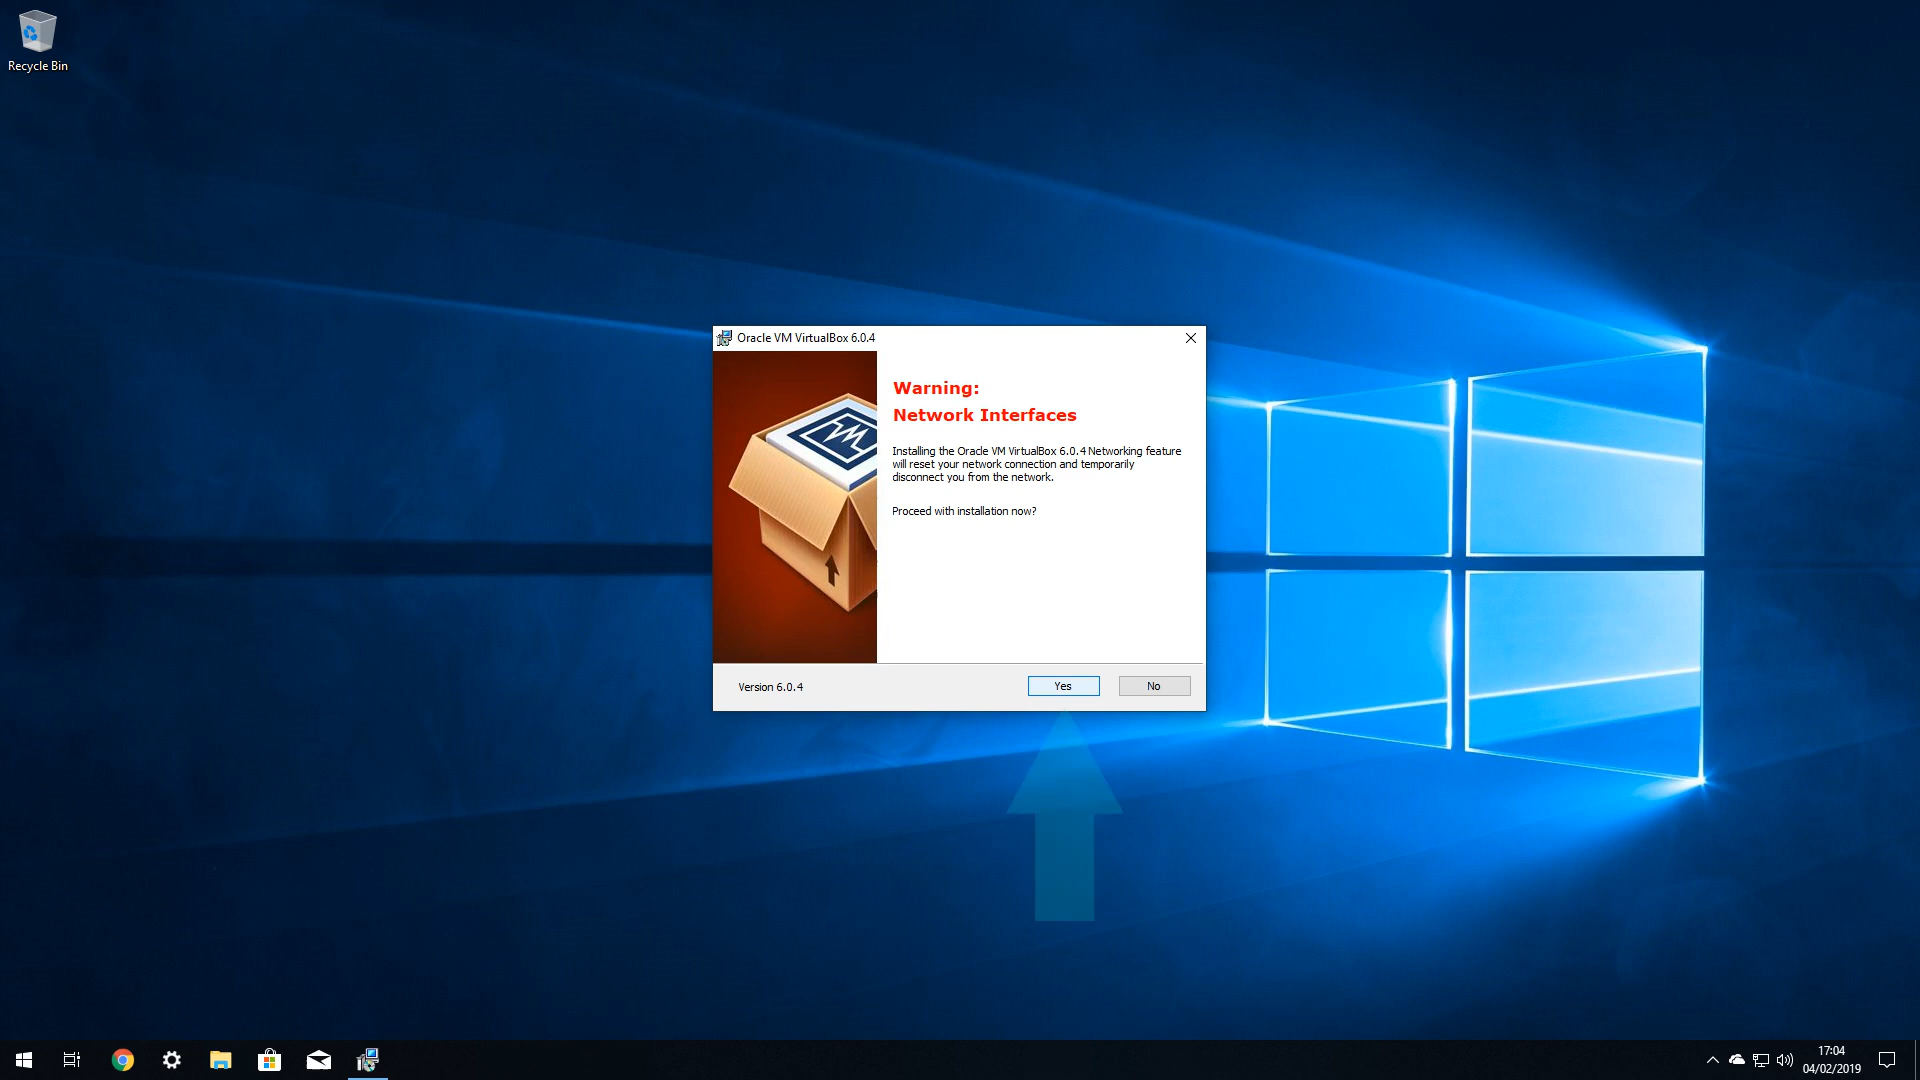 Recycle Bin
Oracle VM VirtualBox 6.0.4
Warning:
Network Interfaces
Installing the Oracle VM VirtualBox 6.0.4 Networking feature
will reset your network connection and temporarily
disconnect you from the network.
Proceed with installation now?
Version 6.0.4
Yes
No
17:04
04/02/2019